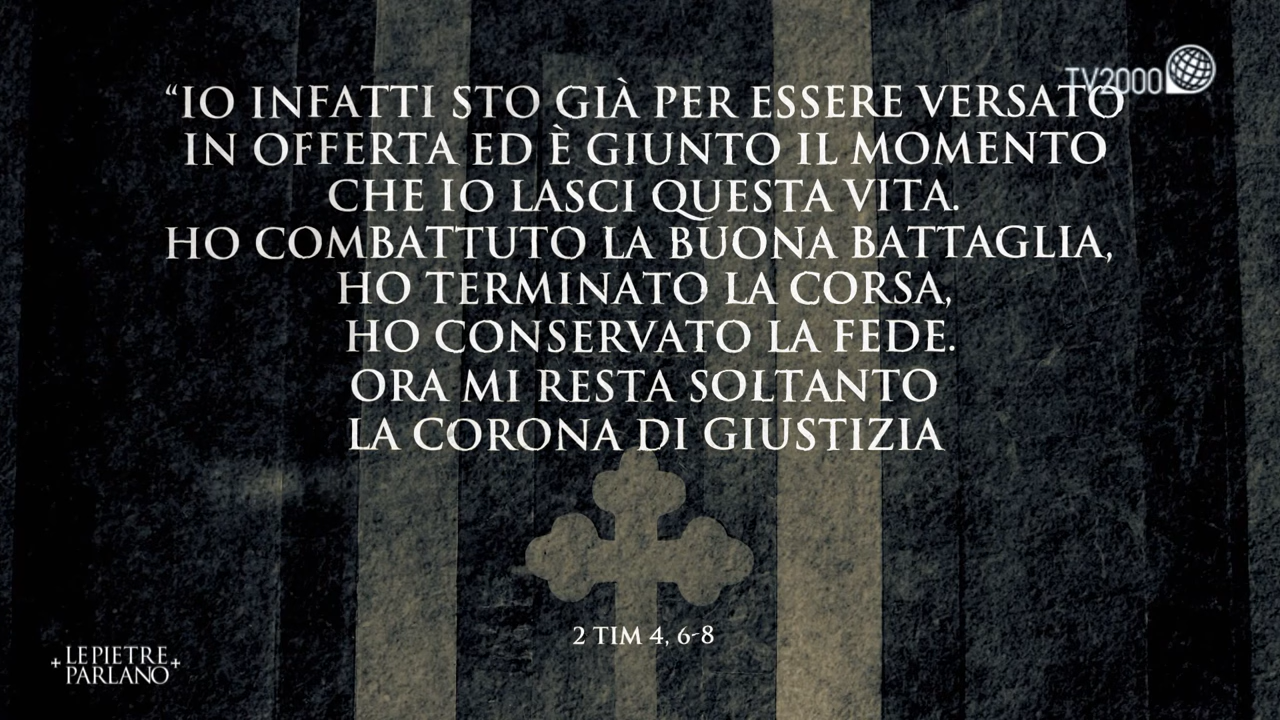 TV2000
“IO INFATTI STO GIÀ PER ESSERE VERSATO
IN OFFERTA ED È GIUNTO IL MOMENTO
CHE IO LASCI QUESTA VITA.
HO COMBATTUTO LA BUONA BATTAGLIA,
HO TERMINATO LA CORSA,
HO CONSERVATO LA FEDE.
ORA MI RESTA SOLTANTO
LA CORONA DI GIUSTIZIA
2 TIM 4, 6-8
+ LE PIETRE +
PARLANO